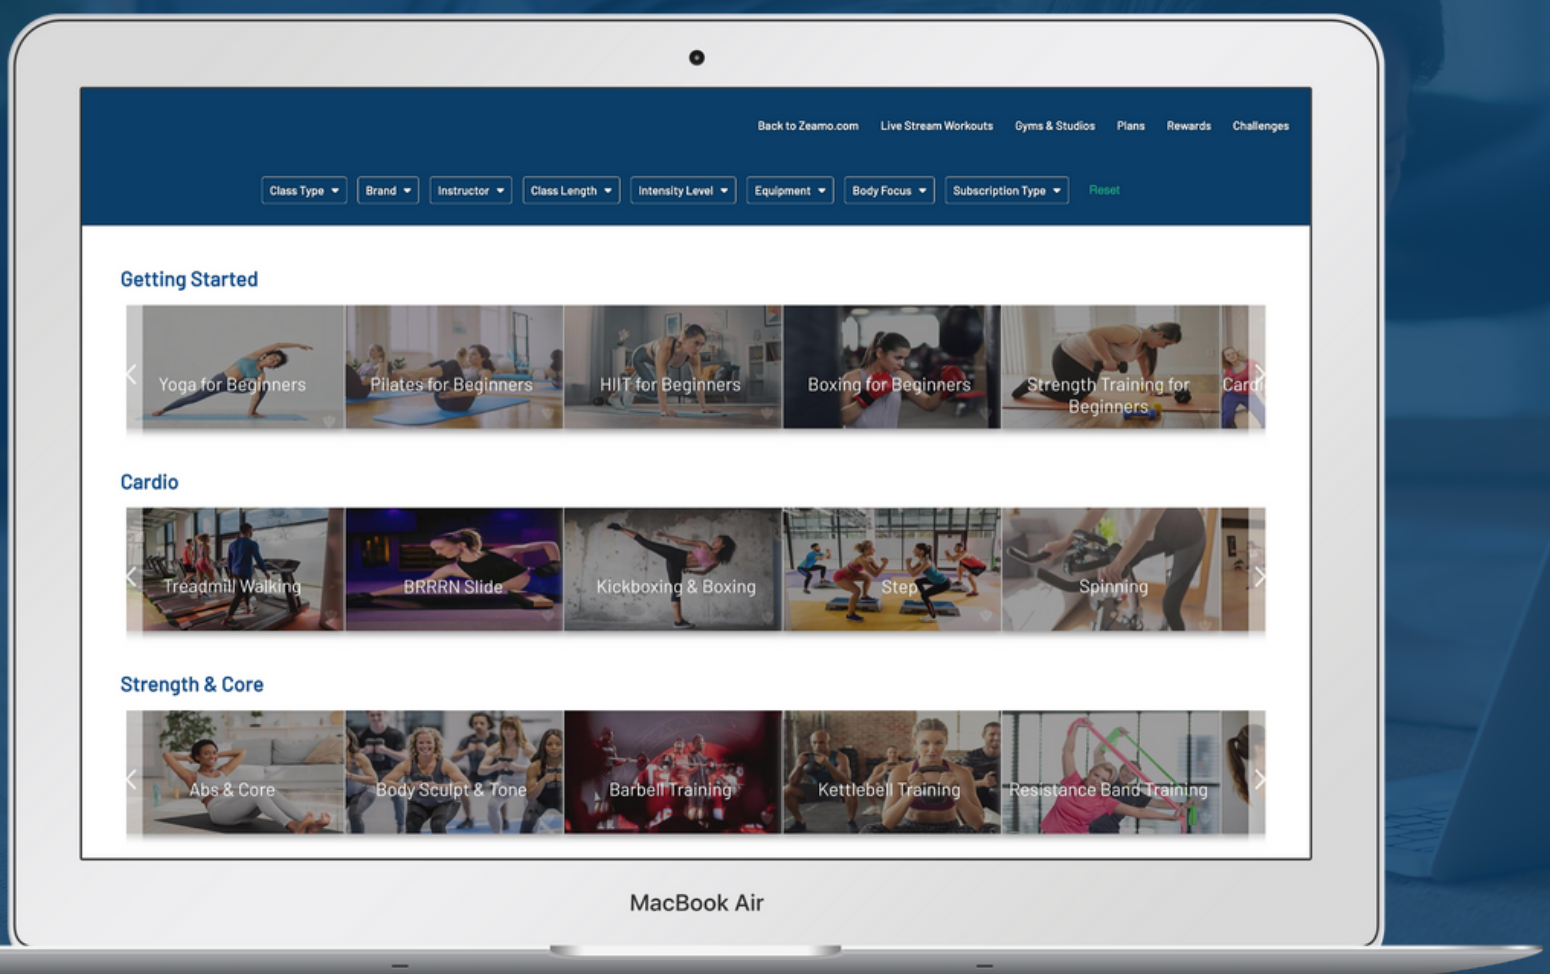 Back to Zeamo.com Live Stream Workouts Gyms & Studios Plans Rewards Challenges
Class Type Brand Instructor Class Length Intensity Level Equipment Body Focus Subscription Type Reset
Getting Started
Yoga for Beginners
Pilates for Beginners
HIIT for Beginners
Boxing for Beginners
Strength Training for
Beginners
Cardi
Cardio
Treadmill Walking
BRRRN Slide
Kickboxing & Boxing
Step
Spinning
Strength & Core
Abs & Core
Body Sculpt & Tone
Barbell Training
Kettlebell Training
Resistance Band Training
MacBook Air